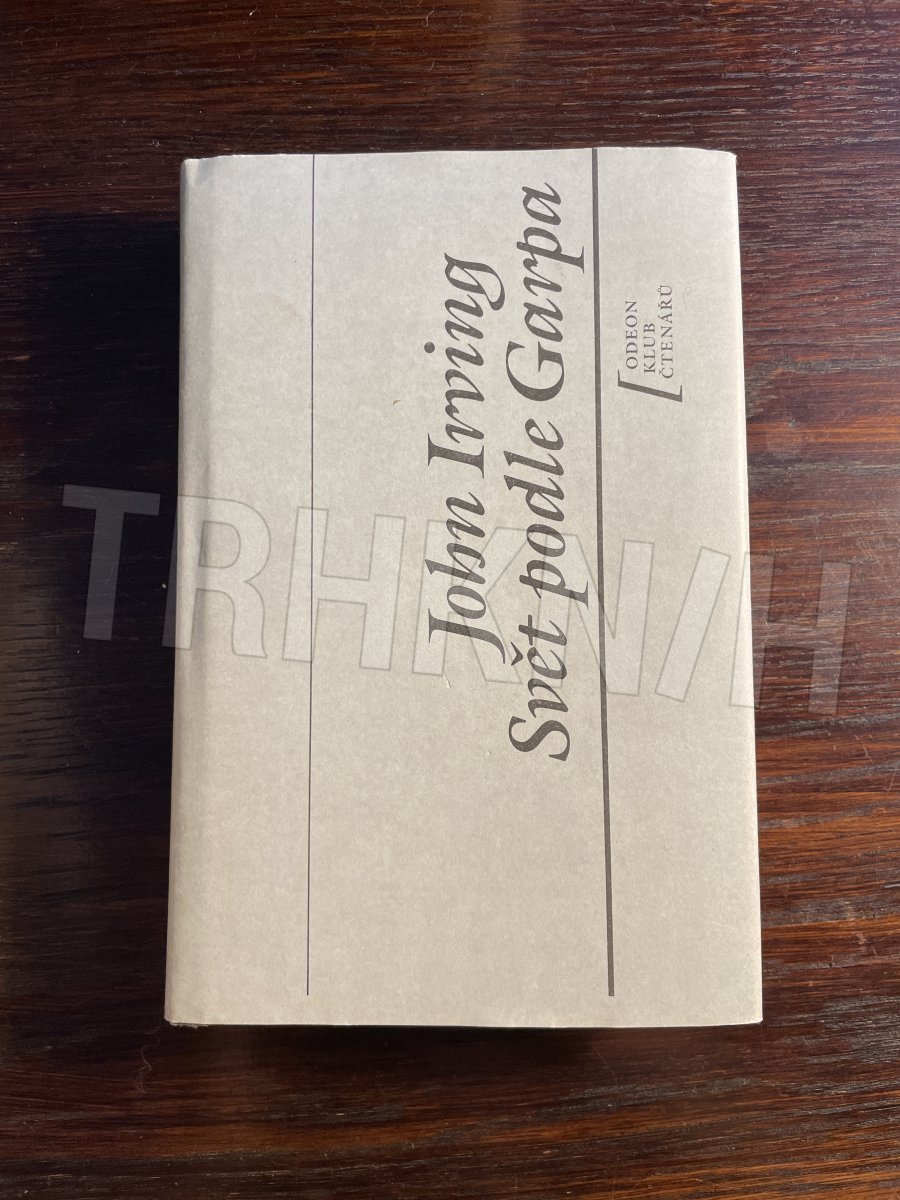 John Irving
Svět podle Garpa
ODEON
KLUB
ČTENÁŘŮ
TRHKNIH